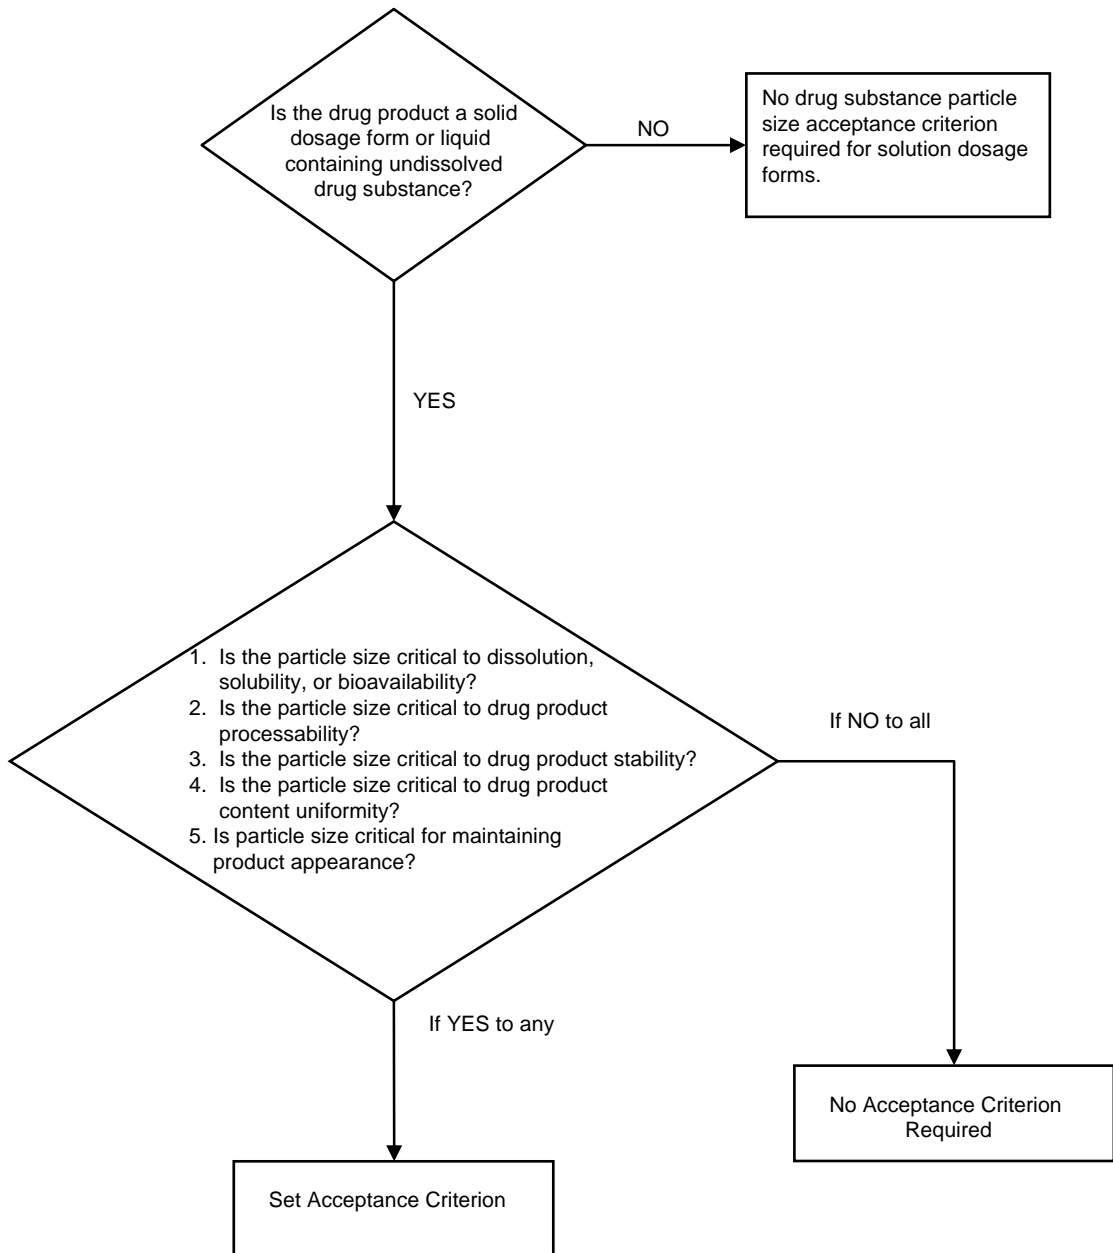 Is the drug product a solid
dosage form or liquid
containing undissolved
drug substance?
NO
No drug substance particle
size acceptance criterion
required for solution dosage
forms.
YES
1. Is the particle size critical to dissolution,
solubility, or bioavailability?
2. Is the particle size critical to drug product
processability?
3. Is the particle size critical to drug product stability?
4. Is the particle size critical to drug product
content uniformity?
5. Is particle size critical for maintaining
product appearance?
If NO to all
If YES to any
No Acceptance Criterion
Required
Set Acceptance Criterion